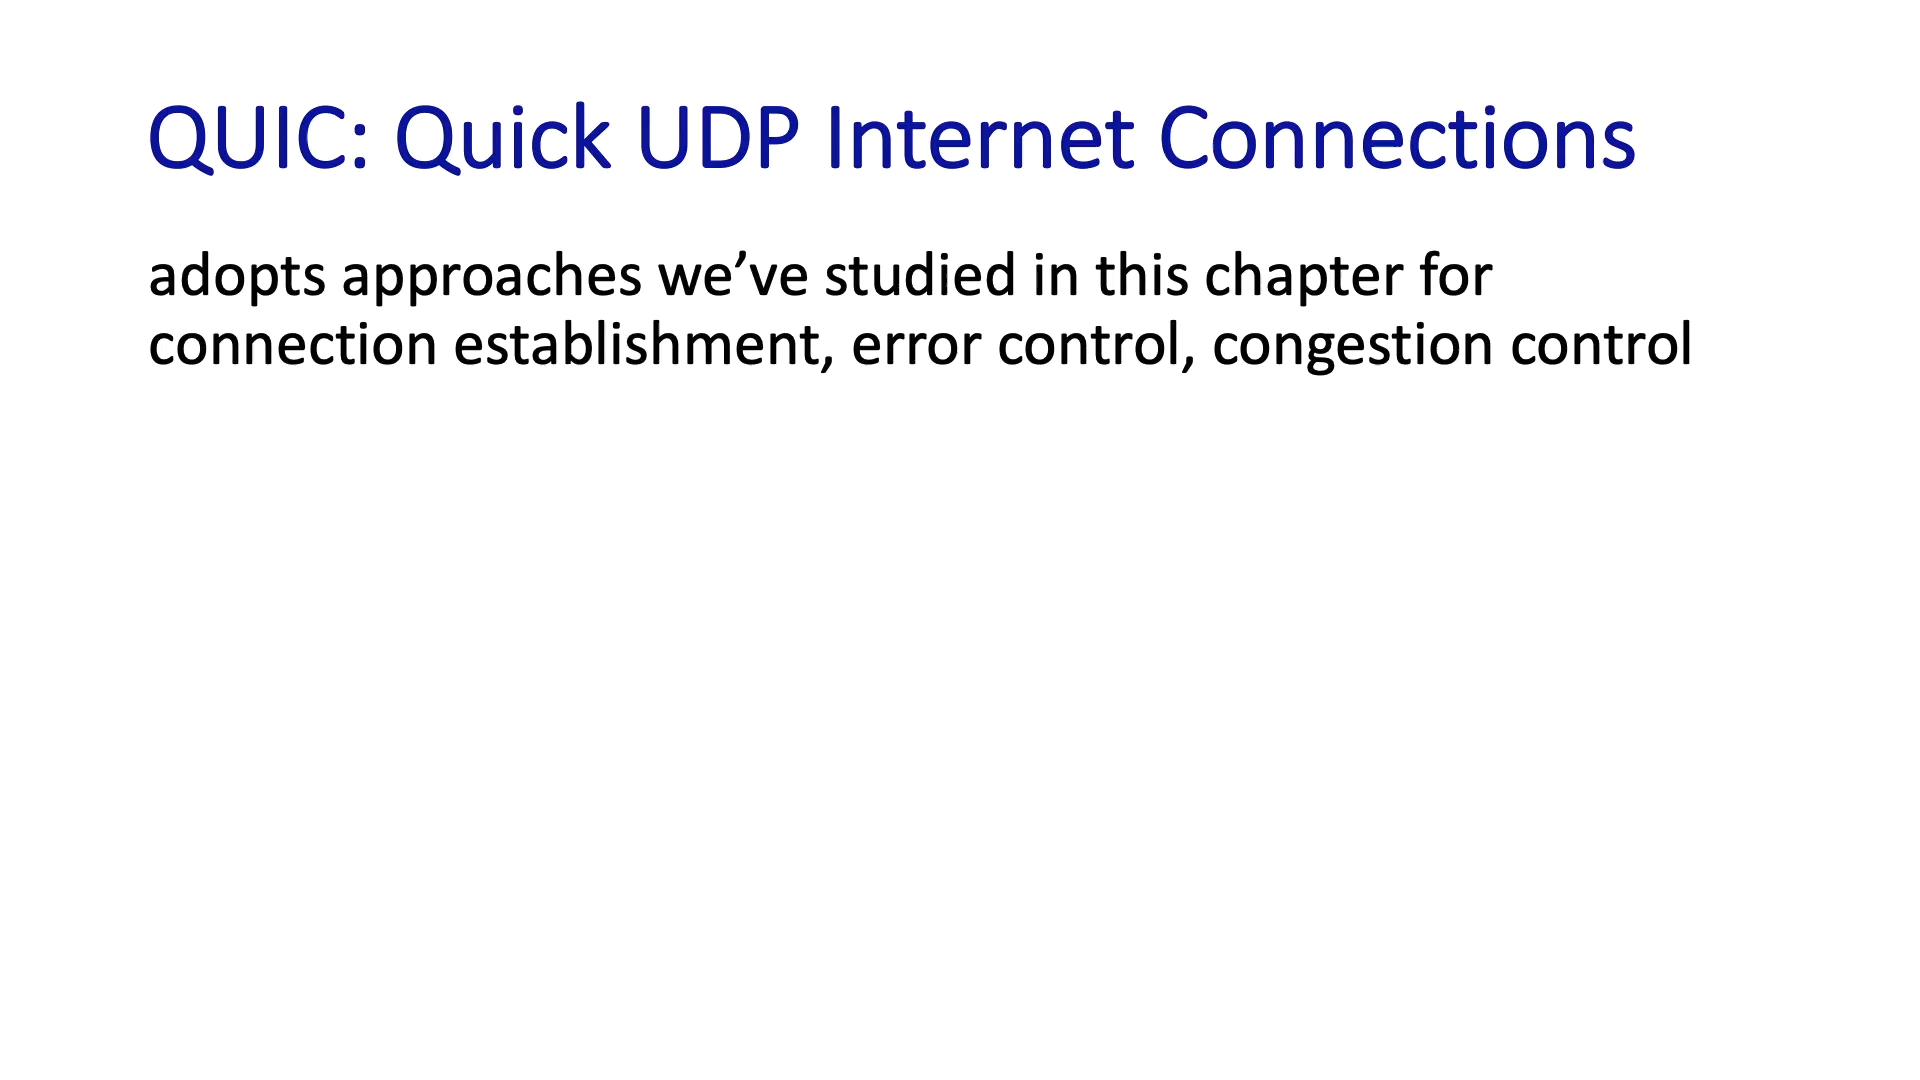 QUIC: Quick UDP Internet Connections
adopts approaches we’ve studied in this chapter for
connection establishment, error control, congestion control